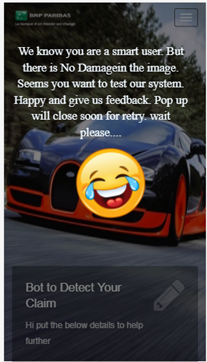 BNP PARIBAS
La banque d'un monde qui change
We know you are a smart user. But
there is No Damagein the image.
Seems you want to test our system.
Happy and give us feedback. Pop up
will close soon for retry. wait
please....
Bot to Detect Your
Claim
Hi put the below details to help
further